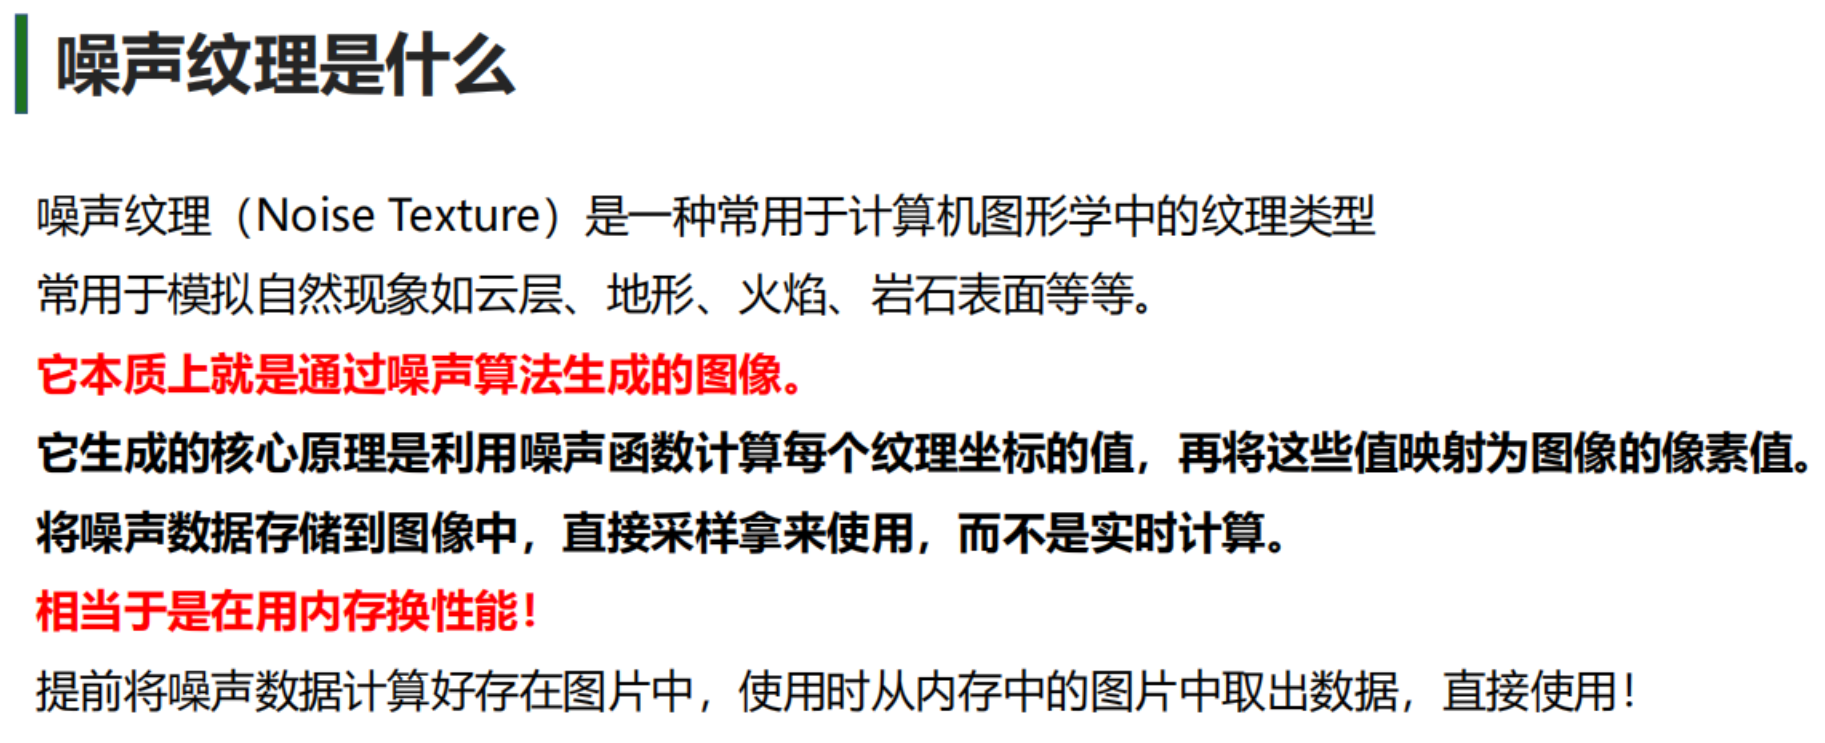 噪声纹理是什么
噪声纹理（Noise Texture）是一种常用于计算机图形学中的纹理类型
常用于模拟自然现象如云层、地形、火焰、岩石表面等等。
它本质上就是通过噪声算法生成的图像。
它生成的核心原理是利用噪声函数计算每个纹理坐标的值，再将这些值映射为图像的像素值。
将噪声数据存储到图像中，直接采样拿来使用，而不是实时计算。
相当于是在用内存换性能！
提前将噪声数据计算好存在图片中，使用时从内存中的图片中取出数据，直接使用！